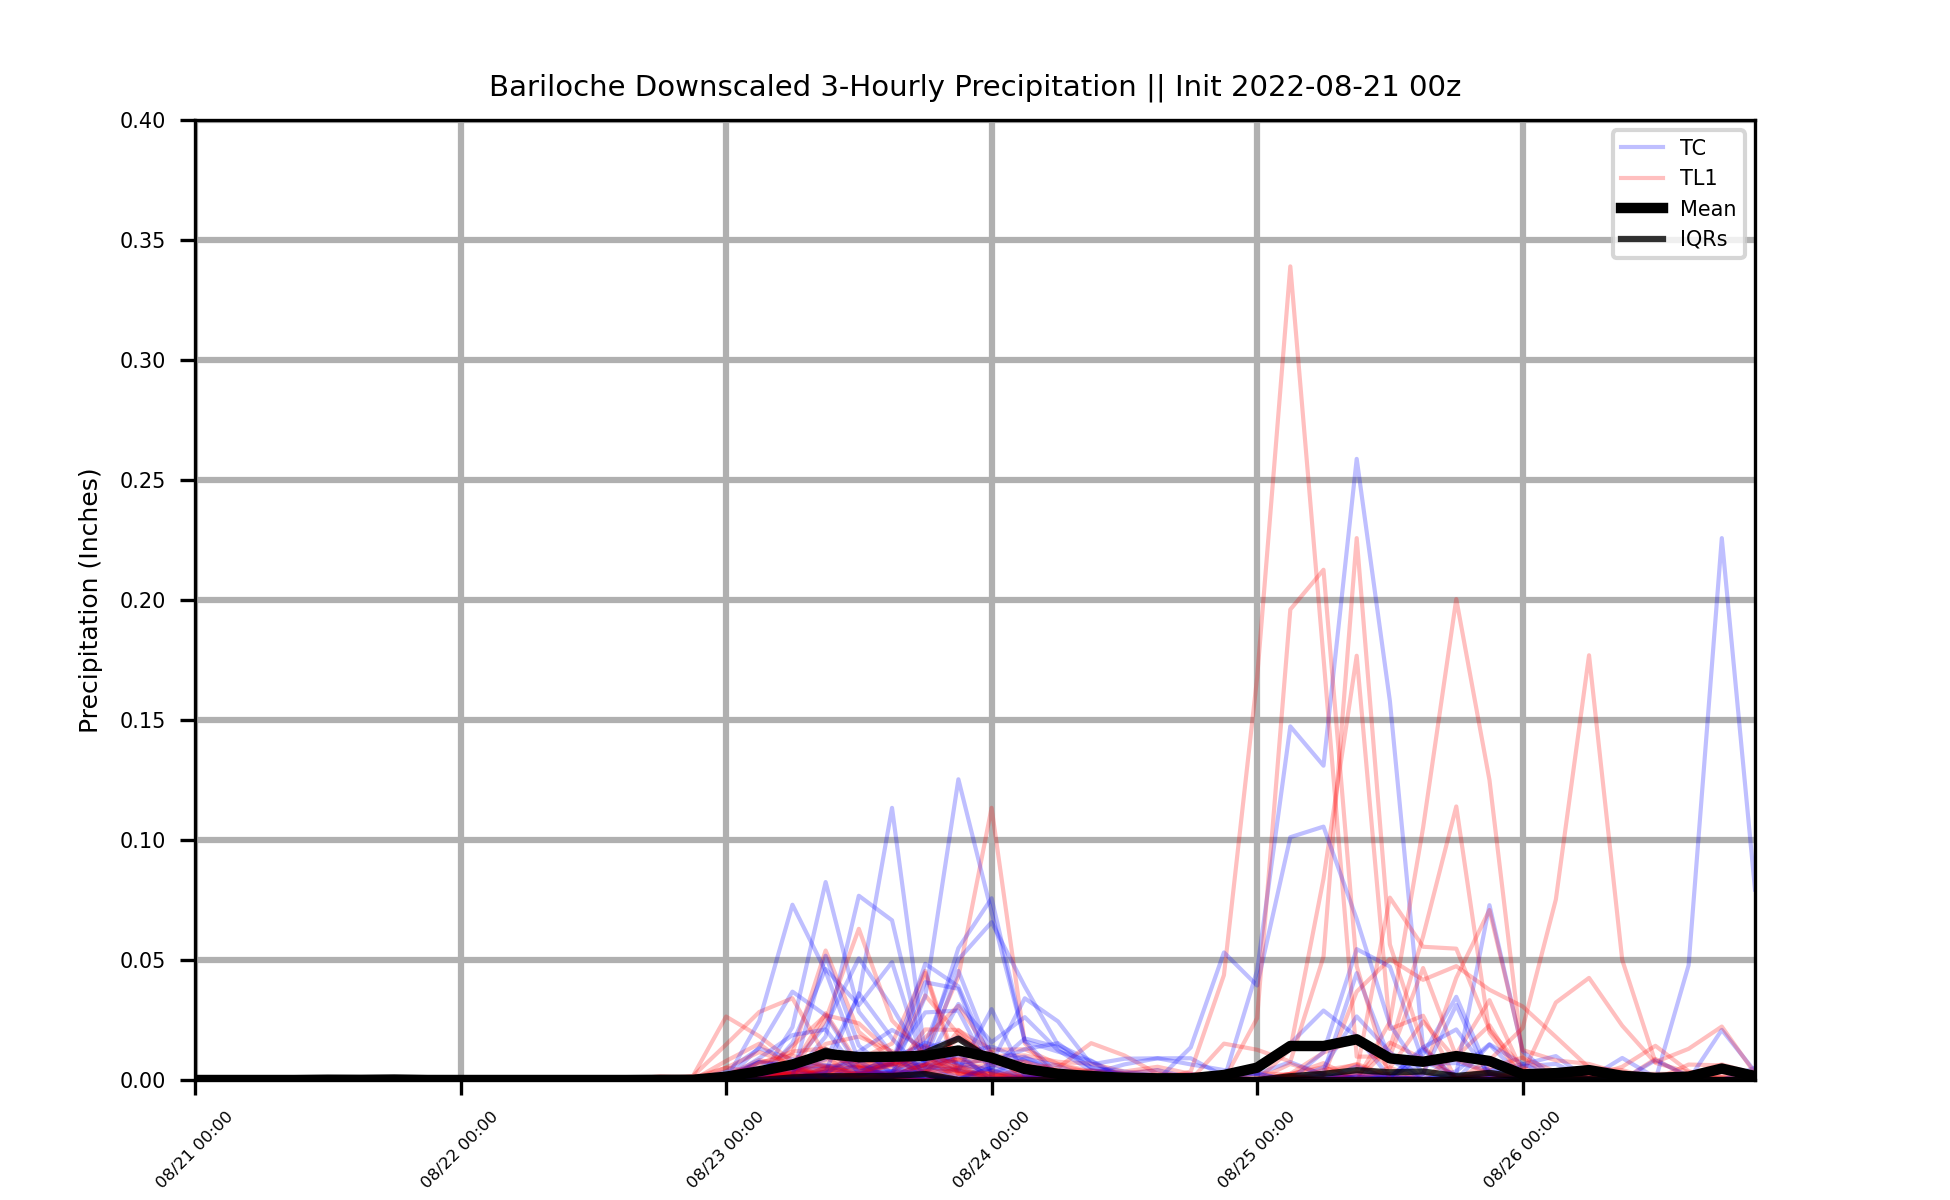 Bariloche Downscaled 3-Hourly Precipitation || Init 2022-08-21 00z
Precipitation (Inches)
0.40
0.35
0.30
0.25
0.20
0.15
0.10
0.05
0.00
TC
TL1
Mean
IQRs
08/21 00:00
08/22 00:00
08/23 00:00
08/24 00:00
08/25 00:00
08/26 00:00